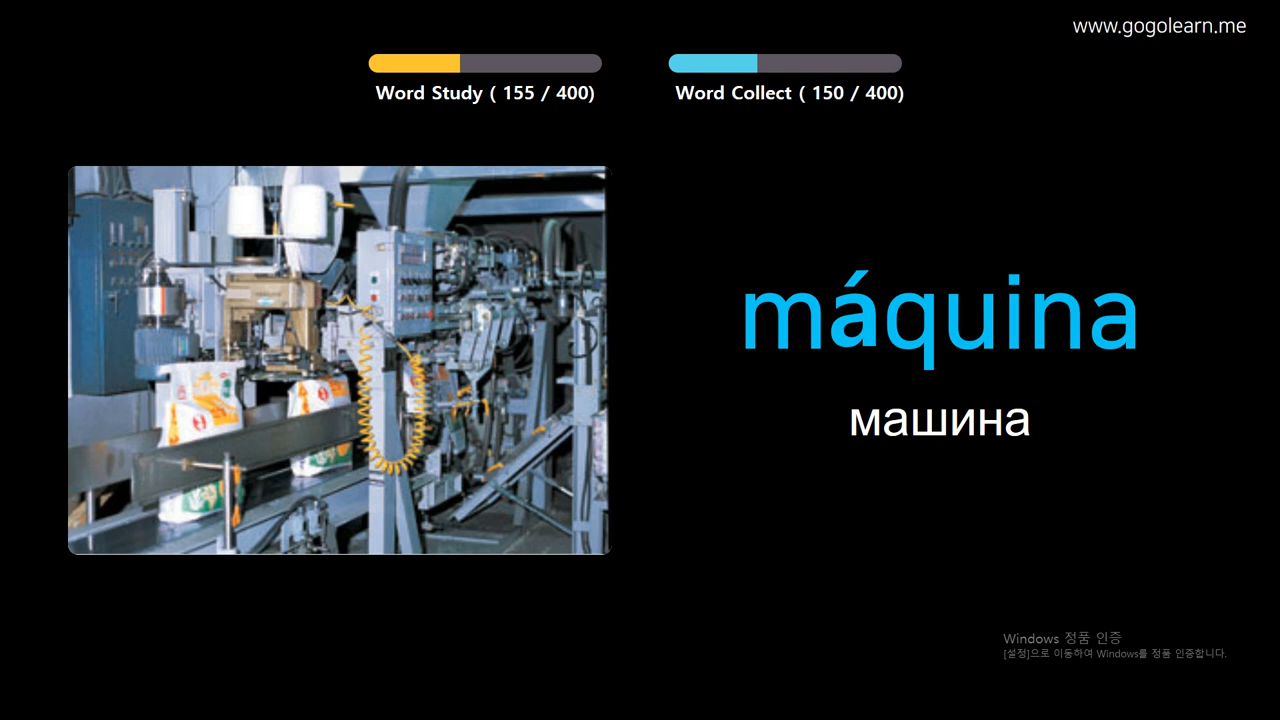 www.gogolearn.me
Word Study ( 155 / 400)
Word Collect ( 150 / 400)
máquina
машина
Windows 정품 인증
[설정]으로 이동하여 Windows를 정품 인증합니다.